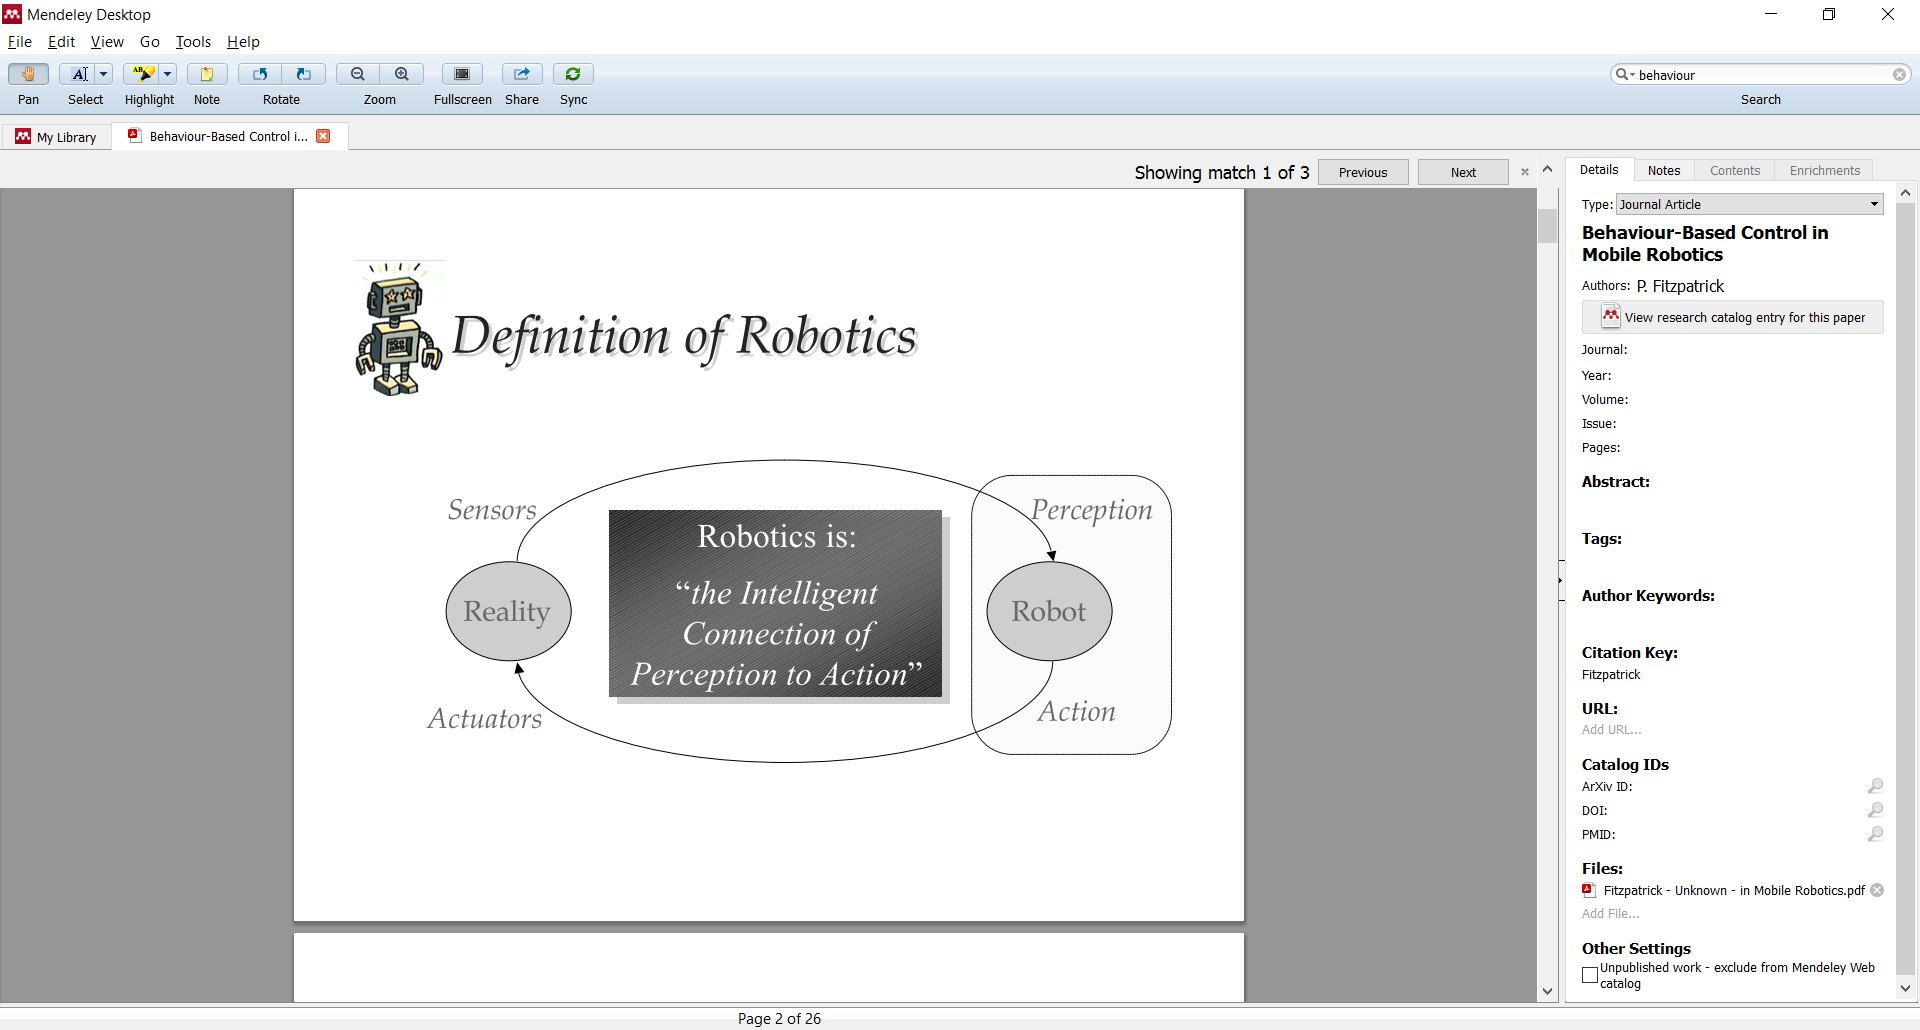 Mendeley Desktop
File Edit View Go Tools Help
Pan Select Highlight Note Rotate Zoom Fullscreen Share Sync
behaviour
Search
My Library
Behaviour-Based Control i...
Showing match 1 of 3 Previous Next
Definition of Robotics
Sensors
Perception
Robotics is:
“the Intelligent
Connection of
Perception to Action”
Reality
Robot
Actuators
Action
Details Notes Contents Enrichments
Type: Journal Article
Behaviour-Based Control in
Mobile Robotics
Authors: P. Fitzpatrick
View research catalog entry for this paper
Journal:
Year:
Volume:
Issue:
Pages:
Abstract:
Tags:
Author Keywords:
Citation Key:
Fitzpatrick
URL:
Add URL...
Catalog IDs
ArXiv ID:
DOI:
PMID:
Files:
Fitzpatrick - Unknown - in Mobile Robotics.pdf
Add File...
Other Settings
Unpublished work - exclude from Mendeley Web
catalog
Page 2 of 26